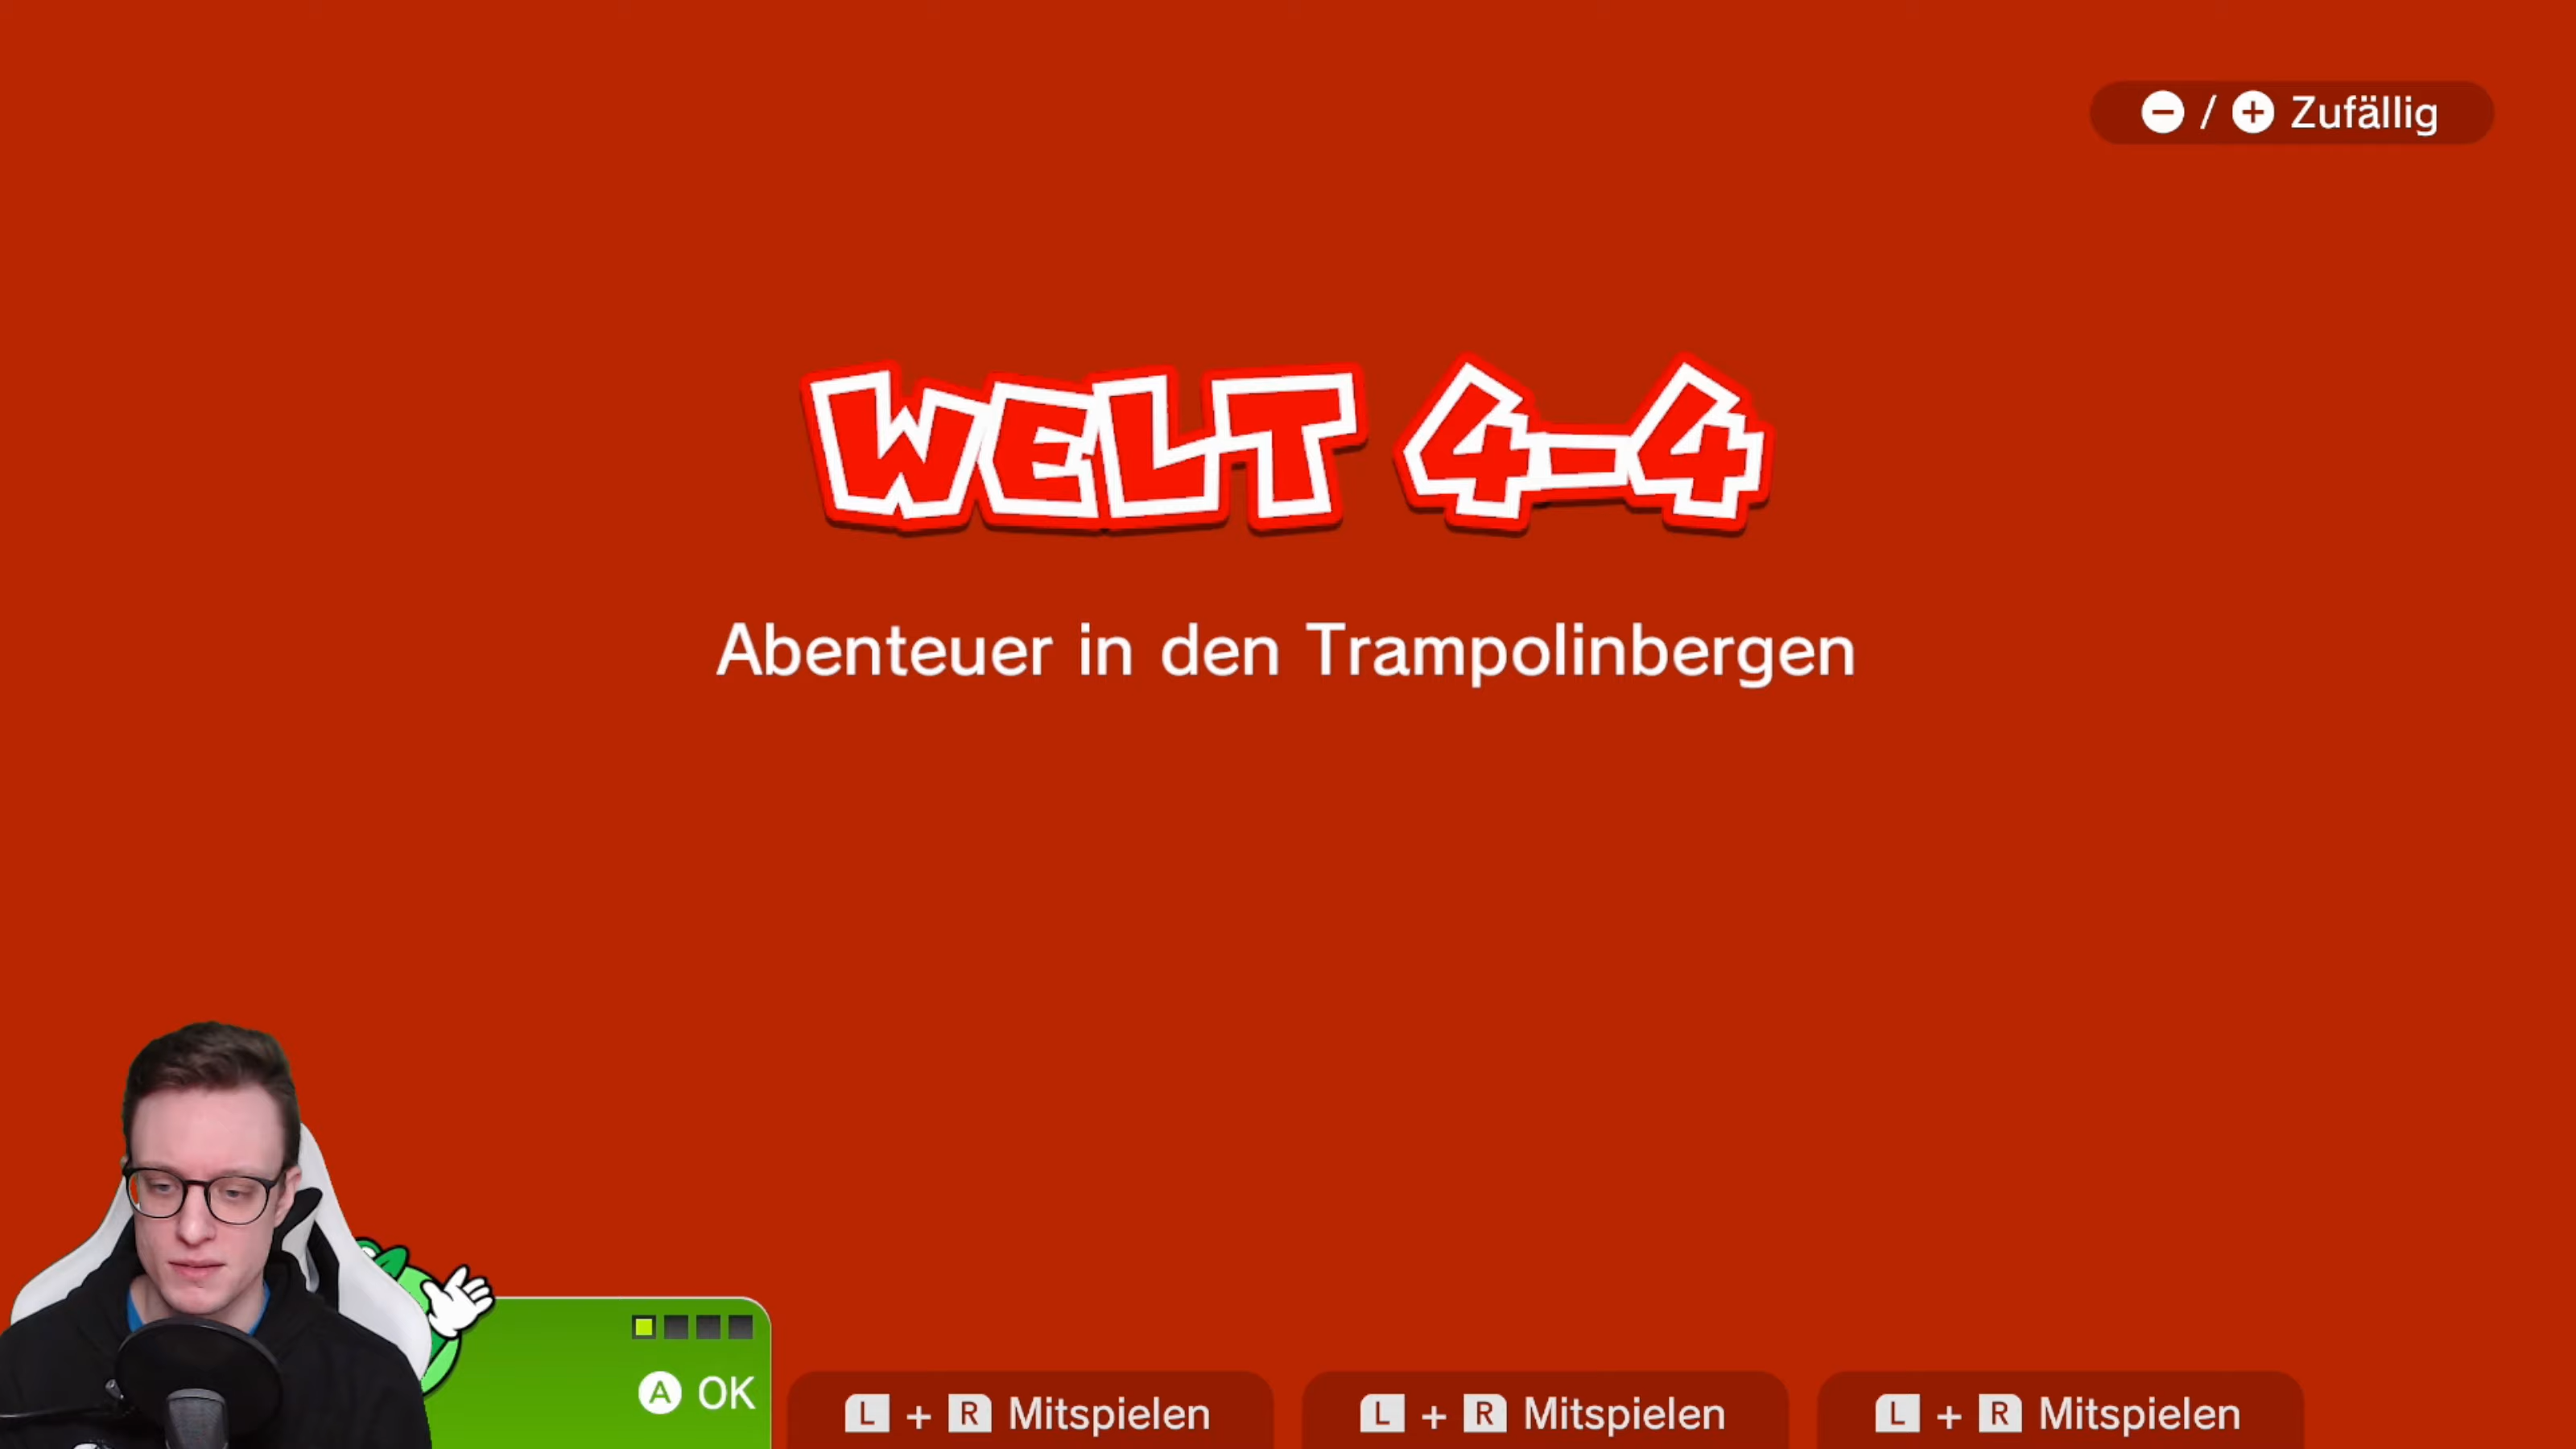 − / + Zufällig
WELT 4-4
Abenteuer in den Trampolinbergen
A OK
L + R Mitspielen
L + R Mitspielen
L + R Mitspielen